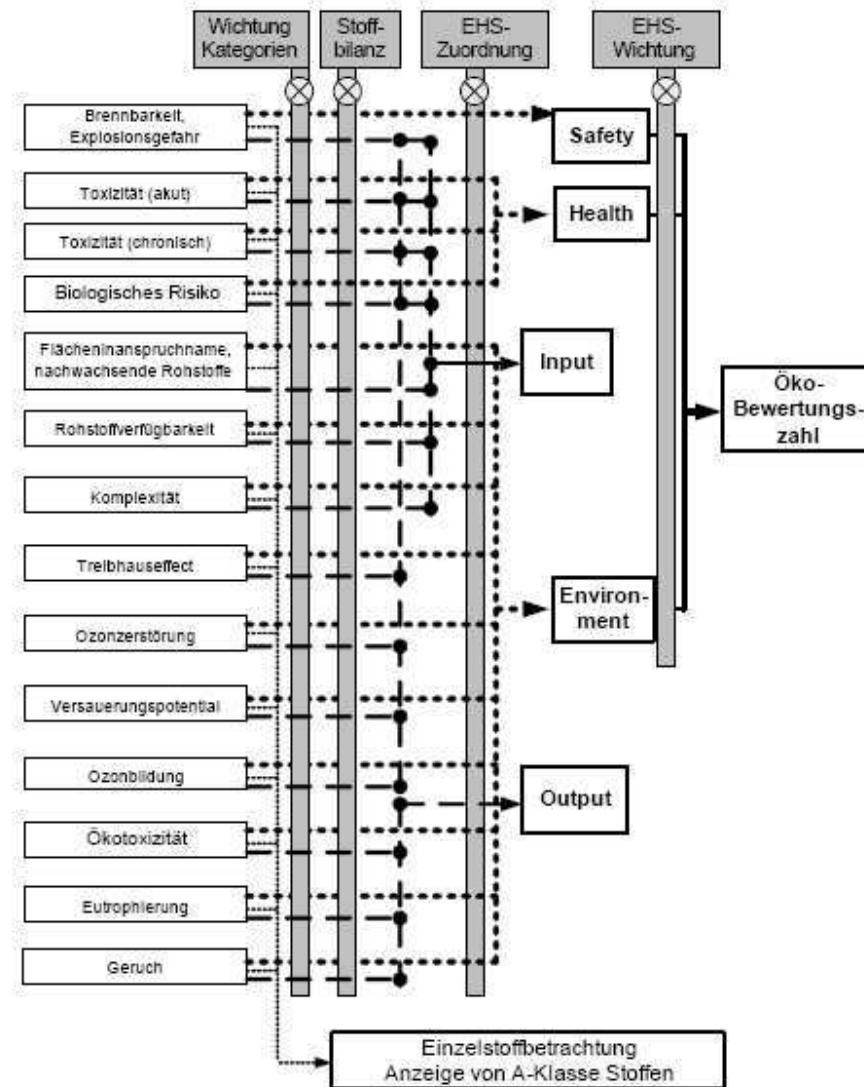 Wichtung
Kategorien
Stoff-
bilanz
EHS-
Zuordnung
EHS-
Wichtung
Brennbarkeit,
Explosionsgefahr
Toxizität (akut)
Toxizität (chronisch)
Biologisches Risiko
Flächeninanspruchname,
nachwachsende Rohstoffe
Rohstoffverfügbarkeit
Komplexität
Treibhauseffect
Ozonzerstörung
Versauerungspotential
Ozonbildung
Ökotoxizität
Eutrophierung
Geruch
Safety
Health
Input
Environ-
ment
Output
Öko-
Bewertungs-
zahl
Einzelstoffbetrachtung
Anzeige von A-Klasse Stoffen